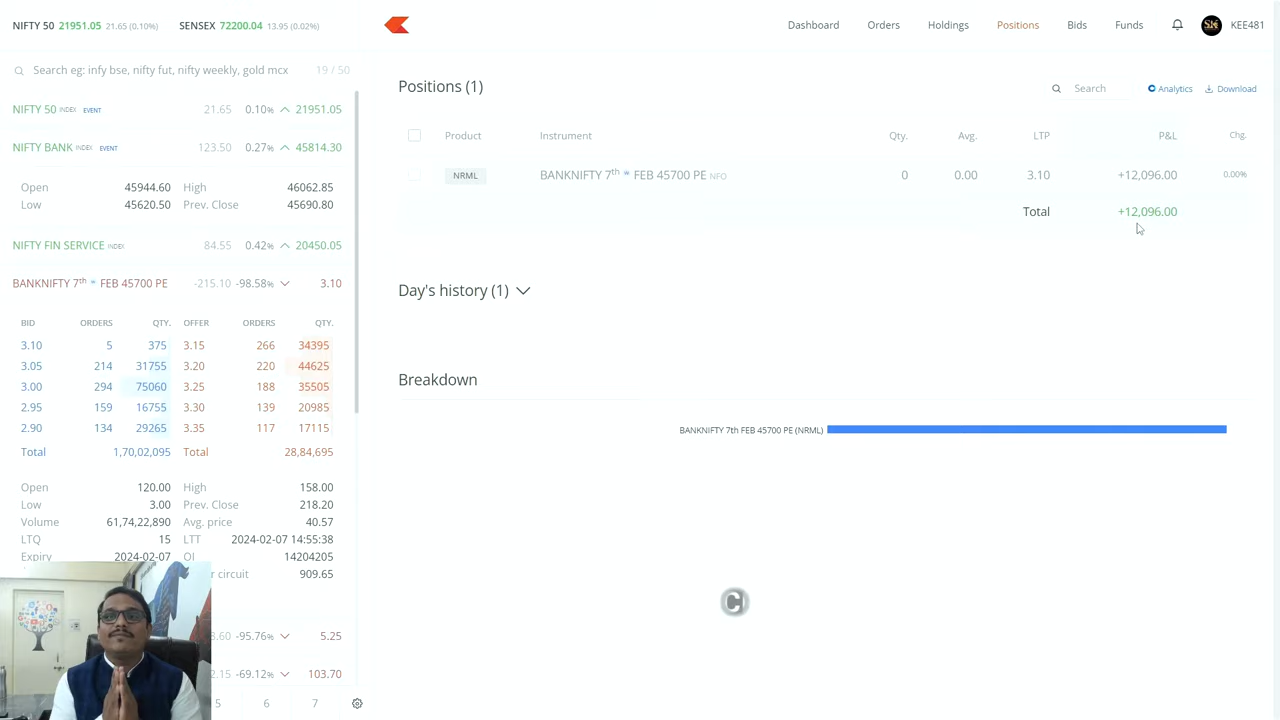 NIFTY 50 21951.05 21.65 (0.10%) SENSEX 72200.04 13.95 (0.02%)
Dashboard Orders Holdings Positions Bids Funds KEE481
Search eg: infy bse, nifty fut, nifty weekly, gold mcx 19 / 50
NIFTY 50 INDEX EVENT 21.65 0.10% 21951.05
NIFTY BANK INDEX EVENT 123.50 0.27% 45814.30
Open 45944.60 High 46062.85
Low 45620.50 Prev. Close 45690.80
NIFTY FIN SERVICE INDEX 84.55 0.42% 20450.05
BANKNIFTY 7th w FEB 45700 PE -215.10 -98.58% 3.10
BID ORDERS QTY. OFFER ORDERS QTY.
3.10 5 375 3.15 266 34395
3.05 214 31755 3.20 220 44625
3.00 294 75060 3.25 188 35505
2.95 159 16755 3.30 139 20985
2.90 134 29265 3.35 117 17115
Total 1,70,02,095 Total 28,84,695
Open 120.00 High 158.00
Low 3.00 Prev. Close 218.20
Volume 61,74,22,890 Avg. price 40.57
LTQ 15 LTT 2024-02-07 14:55:38
Expiry 2024-02-07 OI 14204205
circuit 909.65
-95.76% 5.25
-69.12% 103.70
5 6 7
Positions (1)
Search Analytics Download
Product Instrument Qty. Avg. LTP P&L Chg.
NRML BANKNIFTY 7th w FEB 45700 PE NFO 0 0.00 3.10 +12,096.00 0.00%
Total +12,096.00
Day's history (1)
Breakdown
BANKNIFTY 7th FEB 45700 PE (NRML)